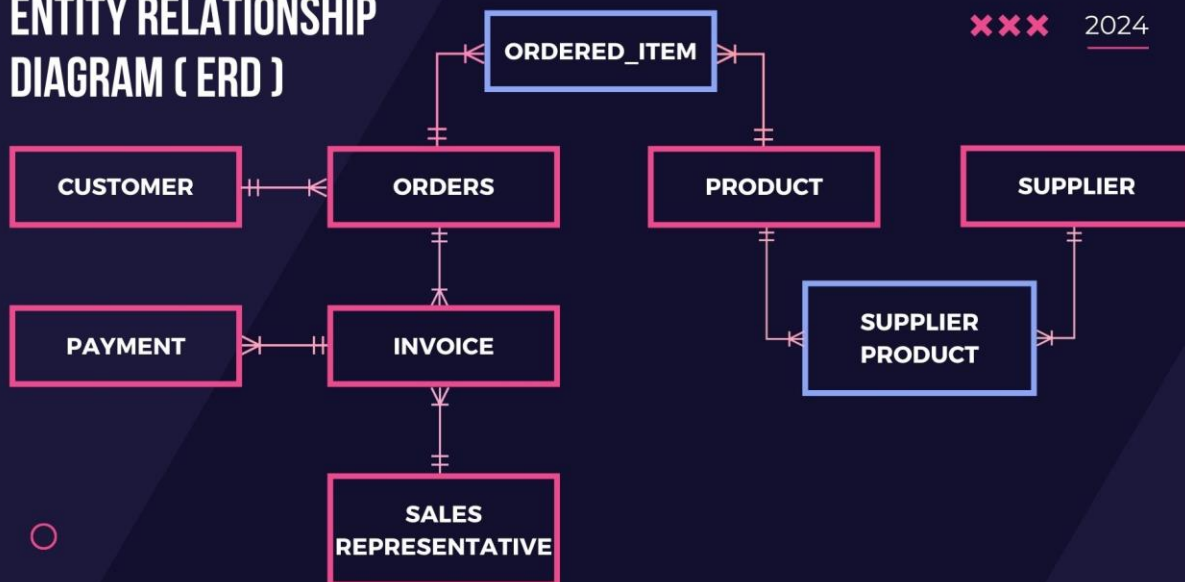 ENTITY RELATIONSHIP
DIAGRAM ( ERD )
2024
ORDERED_ITEM
CUSTOMER
ORDERS
PRODUCT
SUPPLIER
PAYMENT
INVOICE
SUPPLIER
PRODUCT
SALES
REPRESENTATIVE